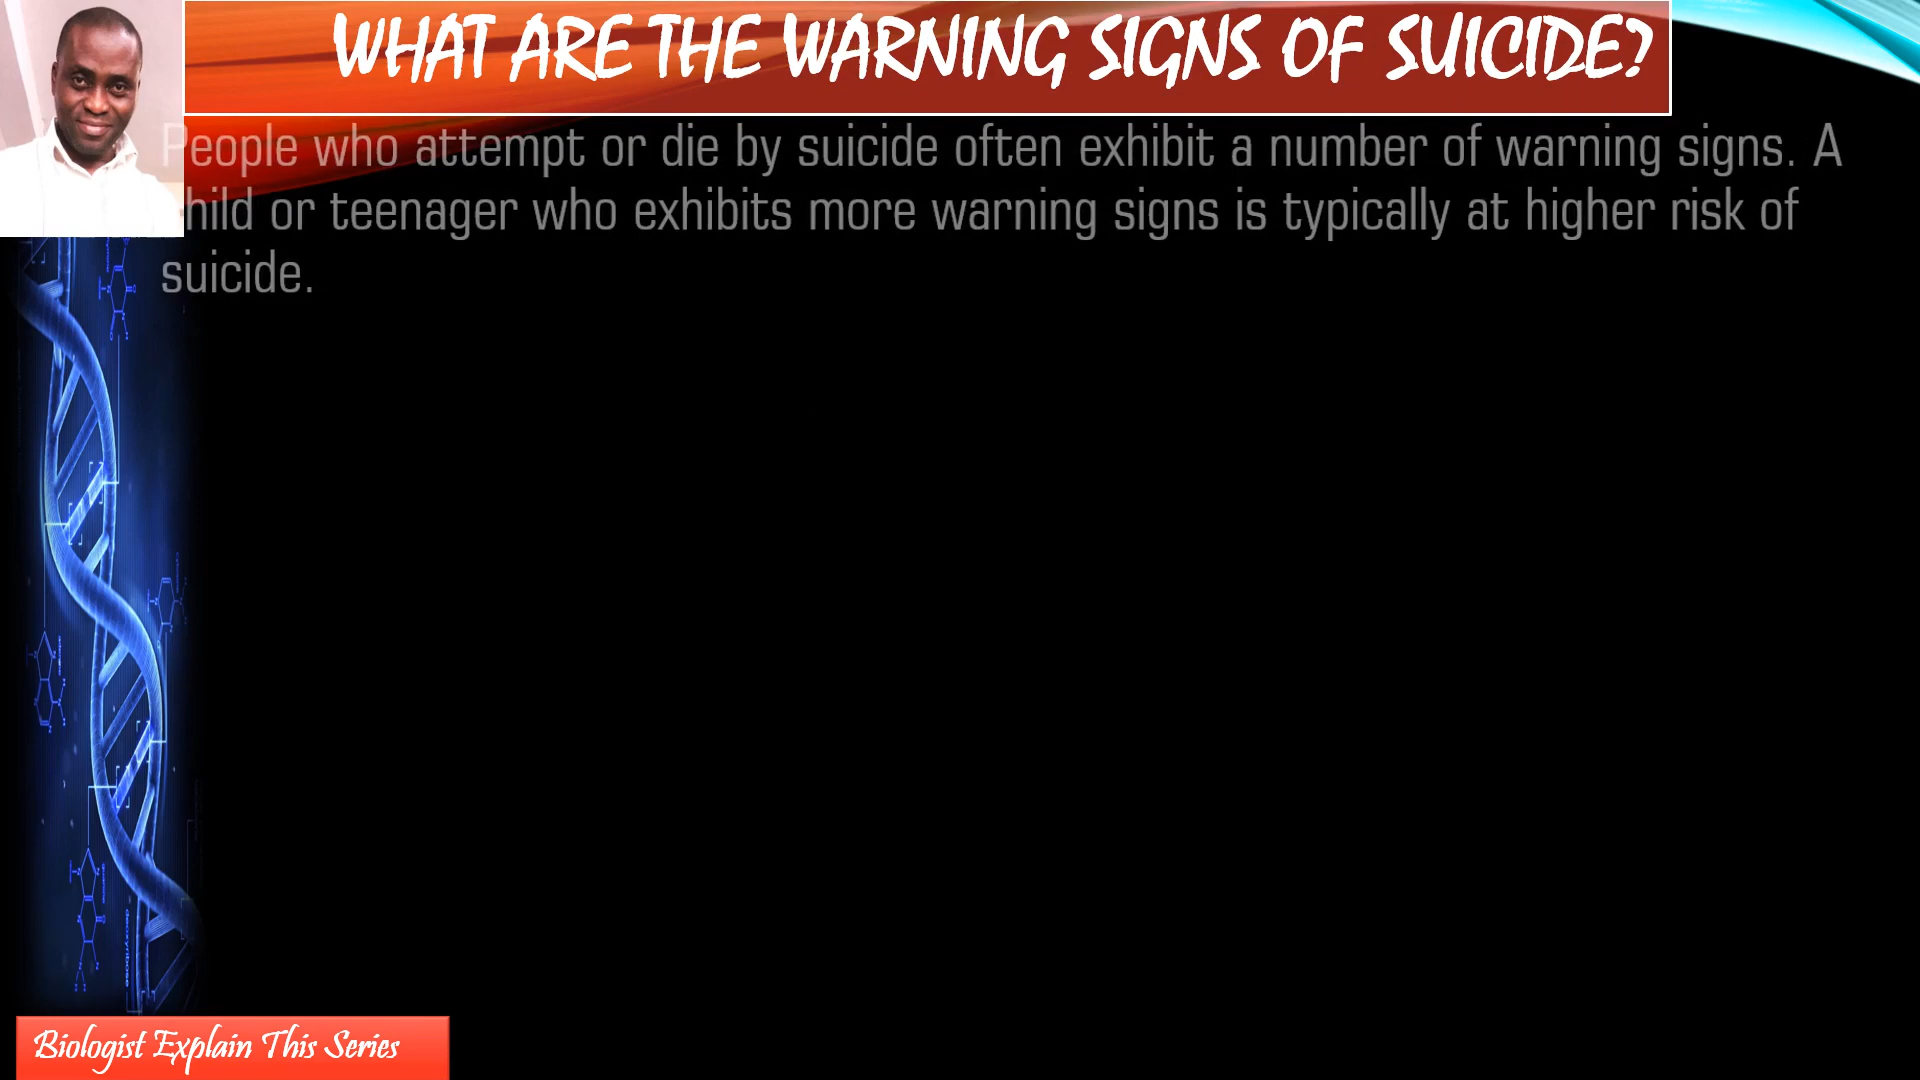 WHAT ARE THE WARNING SIGNS OF SUICIDE?
People who attempt or die by suicide often exhibit a number of warning signs. A
hild or teenager who exhibits more warning signs is typically at higher risk of
suicide.
deoxyribose
Biologist Explain This Series